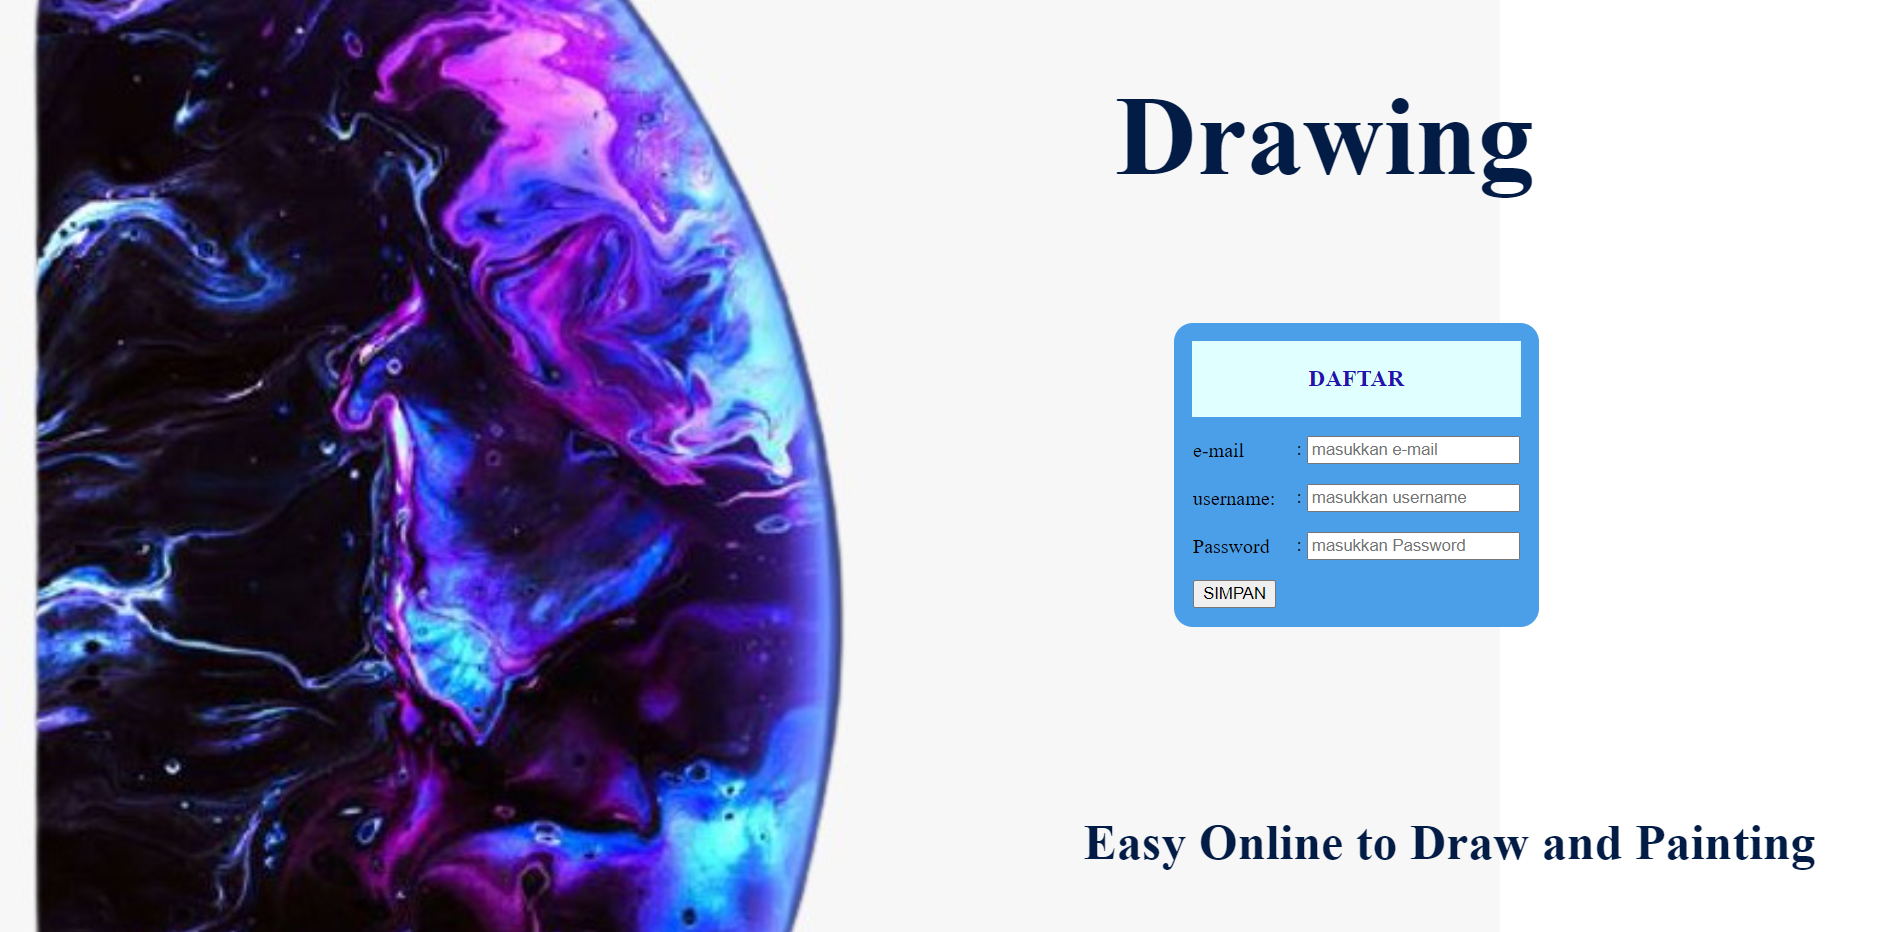 Drawing
DAFTAR
e-mail : masukkan e-mail
username: : masukkan username
Password : masukkan Password
SIMPAN
Easy Online to Draw and Painting